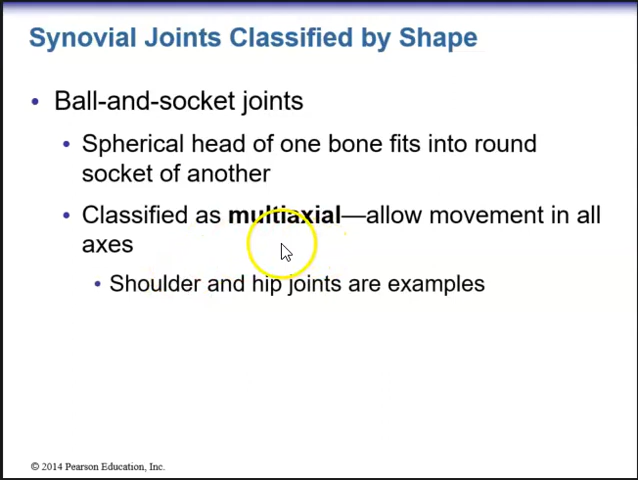 Synovial Joints Classified by Shape
• Ball-and-socket joints
• Spherical head of one bone fits into round
socket of another
• Classified as multiaxial—allow movement in all
axes
• Shoulder and hip joints are examples
© 2014 Pearson Education, Inc.